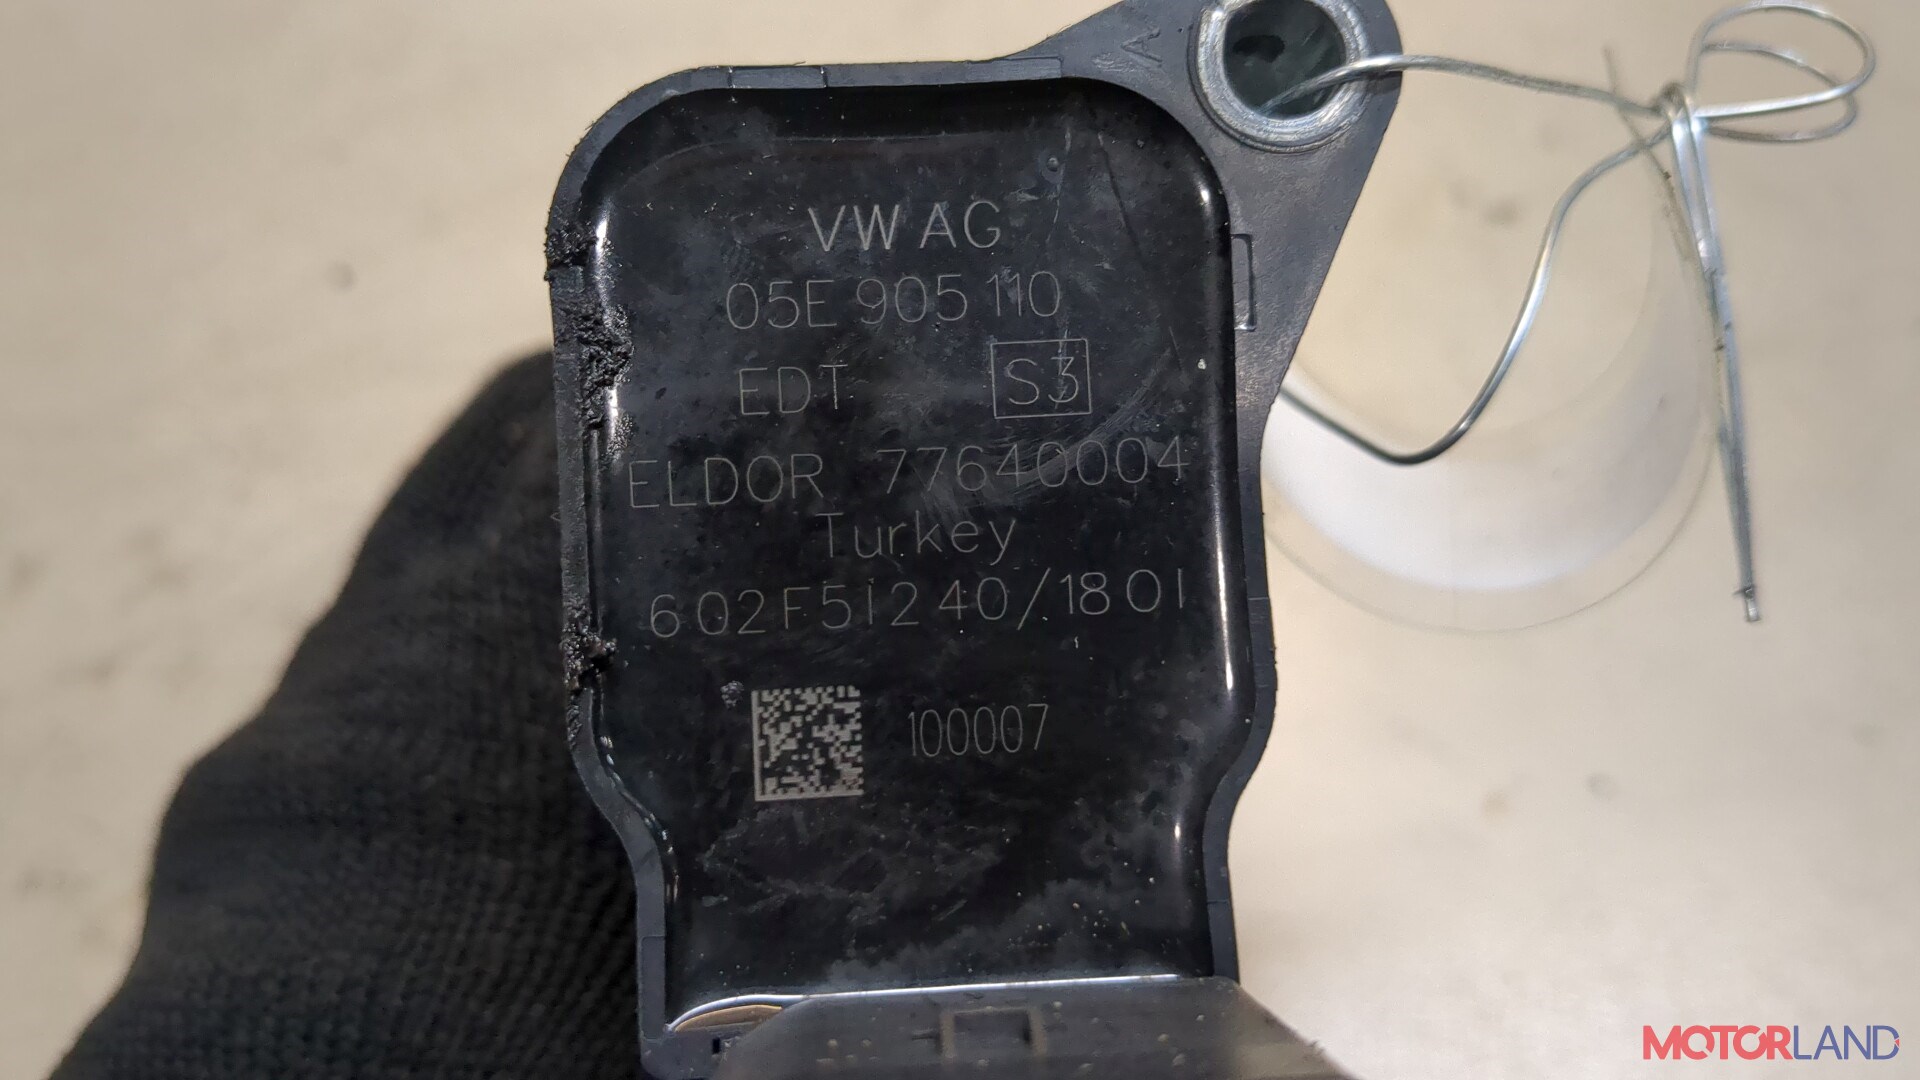 A
VW AG
05E 905 110
EDT S3
ELDOR 77640004
Turkey
602F51240/1801
100007
MOTORLAND